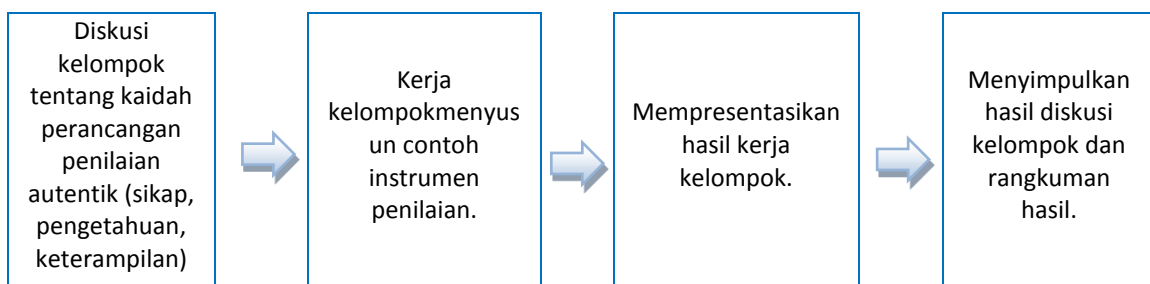 Diskusi
kelompok
tentang kaidah
perancangan
penilaian
autentik (sikap,
pengetahuan,
keterampilan)
Kerja
kelompokmenyus
un contoh
instrumen
penilaian.
Mempresentasikan
hasil kerja
kelompok.
Menyimpulkan
hasil diskusi
kelompok dan
rangkuman
hasil.